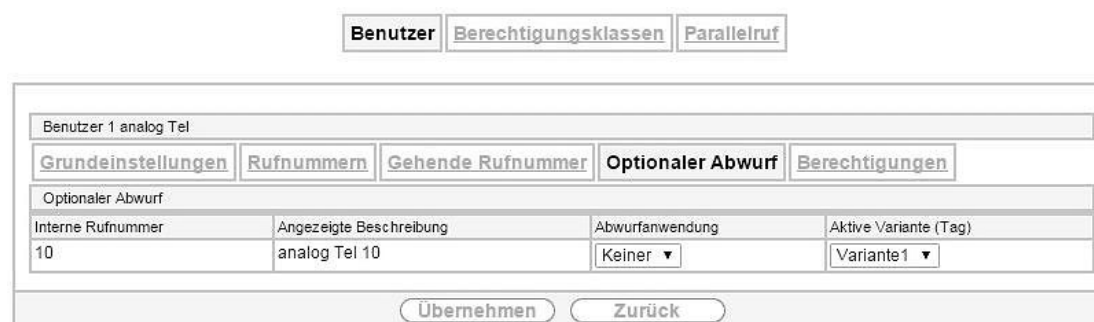 Benutzer Berechtigungsklassen Parallelruf
Benutzer 1 analog Tel
Grundeinstellungen Rufnummern Gehende Rufnummer Optionaler Abwurf Berechtigungen
Optionaler Abwurf
Interne Rufnummer Angezeigte Beschreibung Abwurfanwendung Aktive Variante (Tag)
10 analog Tel 10 Keiner Variante1
Übernehmen Zurück